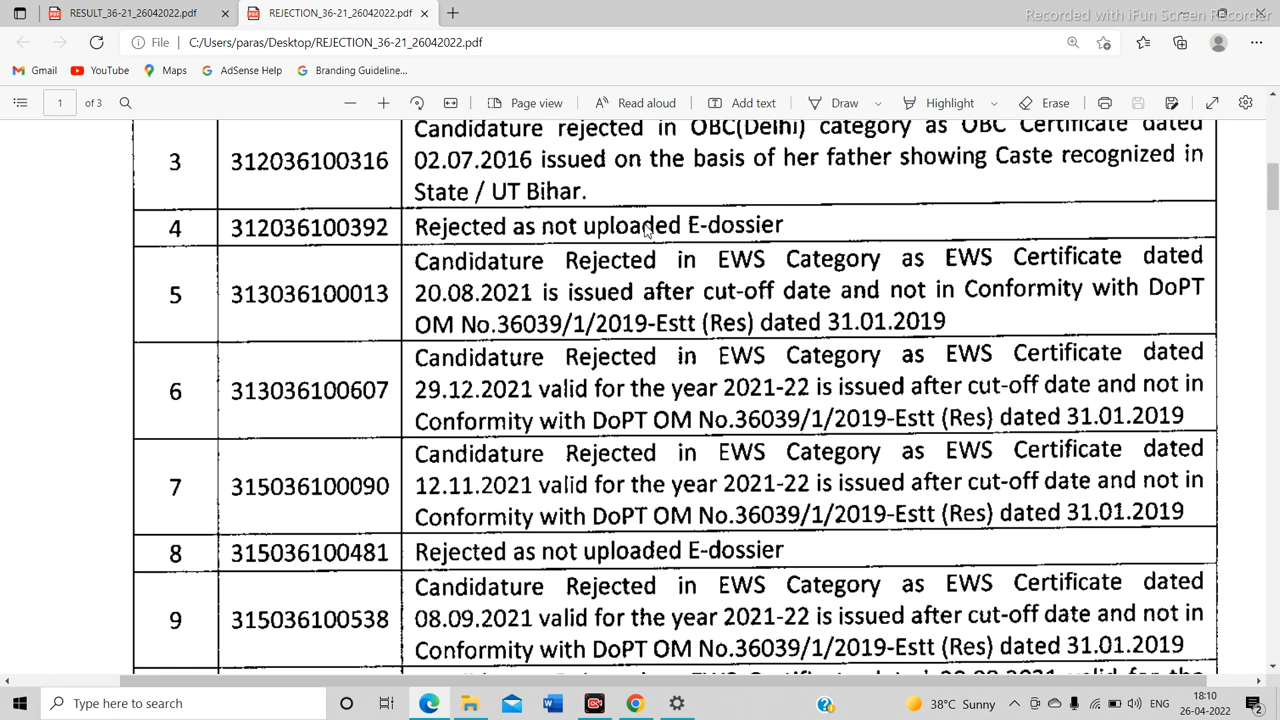 RESULT_36-21_26042022.pdf
REJECTION_36-21_26042022.pdf
Recorded with iFun Screen Recorder
File
C:/Users/paras/Desktop/REJECTION_36-21_26042022.pdf
Gmail
YouTube
Maps
AdSense Help
Branding Guideline...
1 of 3
Page view
Read aloud
Add text
Draw
Highlight
Erase
3
312036100316
Candidature rejected in OBC(Delhi) category as OBC Certificate dated
02.07.2016 issued on the basis of her father showing Caste recognized in
State / UT Bihar.
4
312036100392
Rejected as not uploaded E-dossier
5
313036100013
Candidature Rejected in EWS Category as EWS Certificate dated
20.08.2021 is issued after cut-off date and not in Conformity with DoPT
OM No.36039/1/2019-Estt (Res) dated 31.01.2019
6
313036100607
Candidature Rejected in EWS Category as EWS Certificate dated
29.12.2021 valid for the year 2021-22 is issued after cut-off date and not in
Conformity with DoPT OM No.36039/1/2019-Estt (Res) dated 31.01.2019
7
315036100090
Candidature Rejected in EWS Category as EWS Certificate dated
12.11.2021 valid for the year 2021-22 is issued after cut-off date and not in
Conformity with DoPT OM No.36039/1/2019-Estt (Res) dated 31.01.2019
8
315036100481
Rejected as not uploaded E-dossier
9
315036100538
Candidature Rejected in EWS Category as EWS Certificate dated
08.09.2021 valid for the year 2021-22 is issued after cut-off date and not in
Conformity with DoPT OM No.36039/1/2019-Estt (Res) dated 31.01.2019
Type here to search
38°C Sunny
ENG
18:10
26-04-2022
2